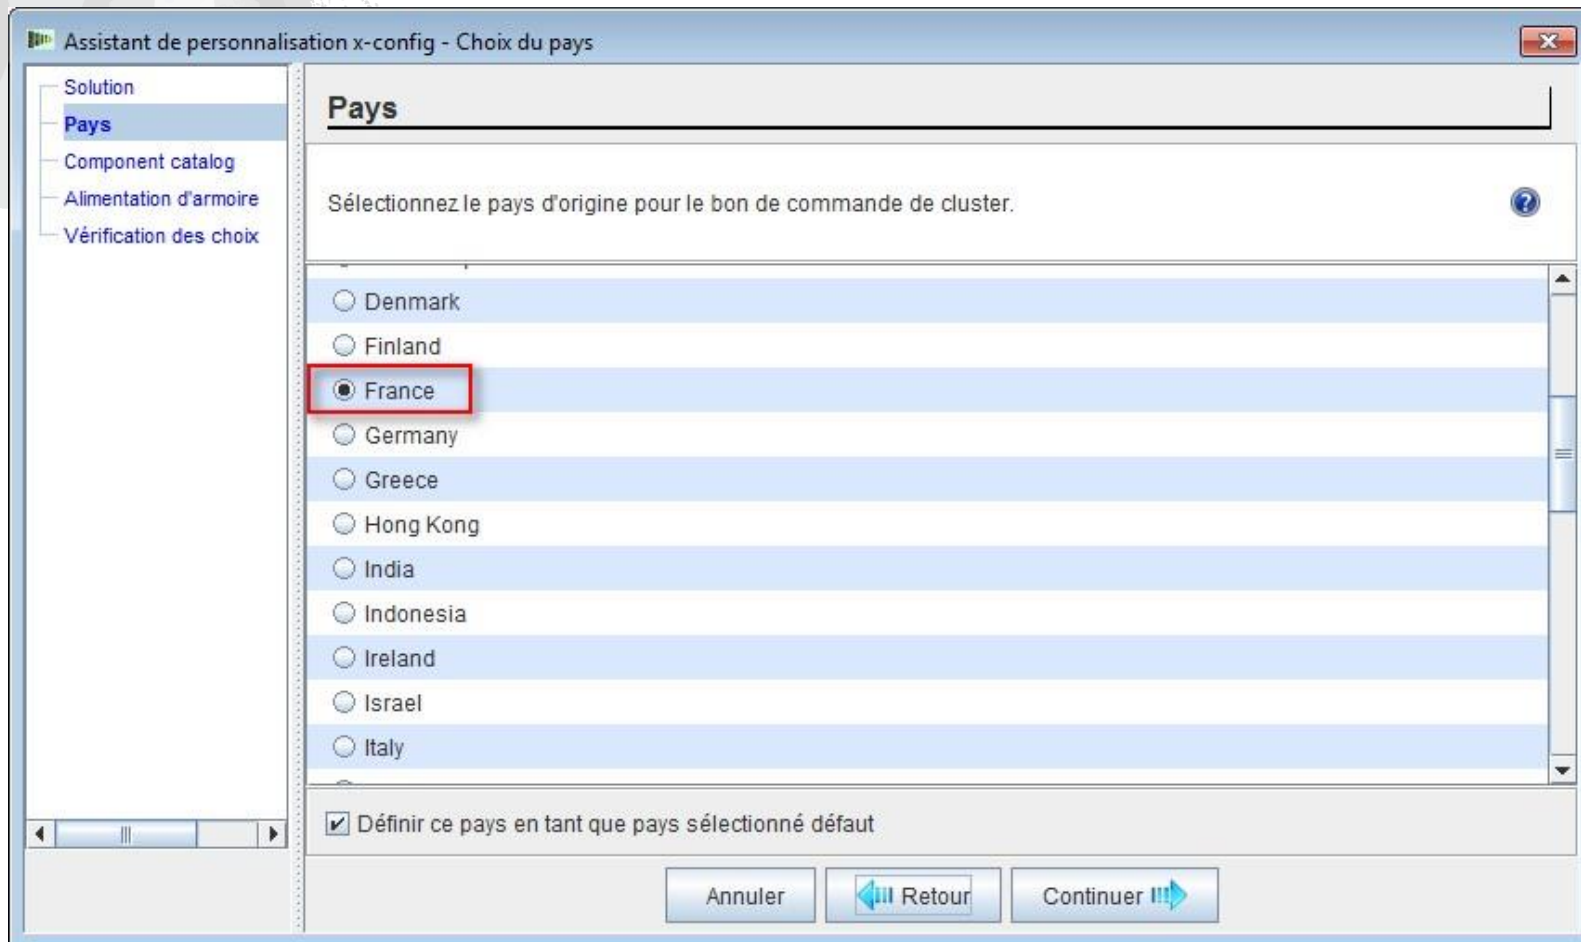 Assistant de personnalisation x-config - Choix du pays
Solution
Pays
Component catalog
Alimentation d'armoire
Vérification des choix
Pays
Sélectionnez le pays d'origine pour le bon de commande de cluster.
Denmark
Finland
France
Germany
Greece
Hong Kong
India
Indonesia
Ireland
Israel
Italy
Définir ce pays en tant que pays sélectionné défaut
Annuler
Retour
Continuer